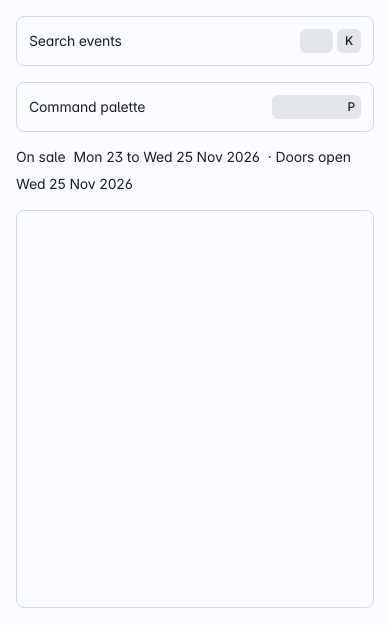 Search events K
Command palette P
On sale Mon 23 to Wed 25 Nov 2026 · Doors open
Wed 25 Nov 2026